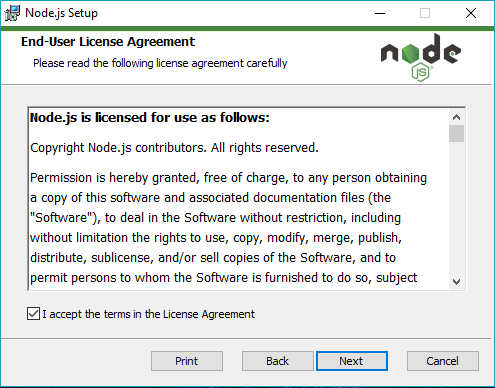 Node.js Setup
End-User License Agreement
Please read the following license agreement carefully
node
JS
Node.js is licensed for use as follows:
Copyright Node.js contributors. All rights reserved.
Permission is hereby granted, free of charge, to any person obtaining
a copy of this software and associated documentation files (the
"Software"), to deal in the Software without restriction, including
without limitation the rights to use, copy, modify, merge, publish,
distribute, sublicense, and/or sell copies of the Software, and to
permit persons to whom the Software is furnished to do so, subject
I accept the terms in the License Agreement
Print
Back
Next
Cancel